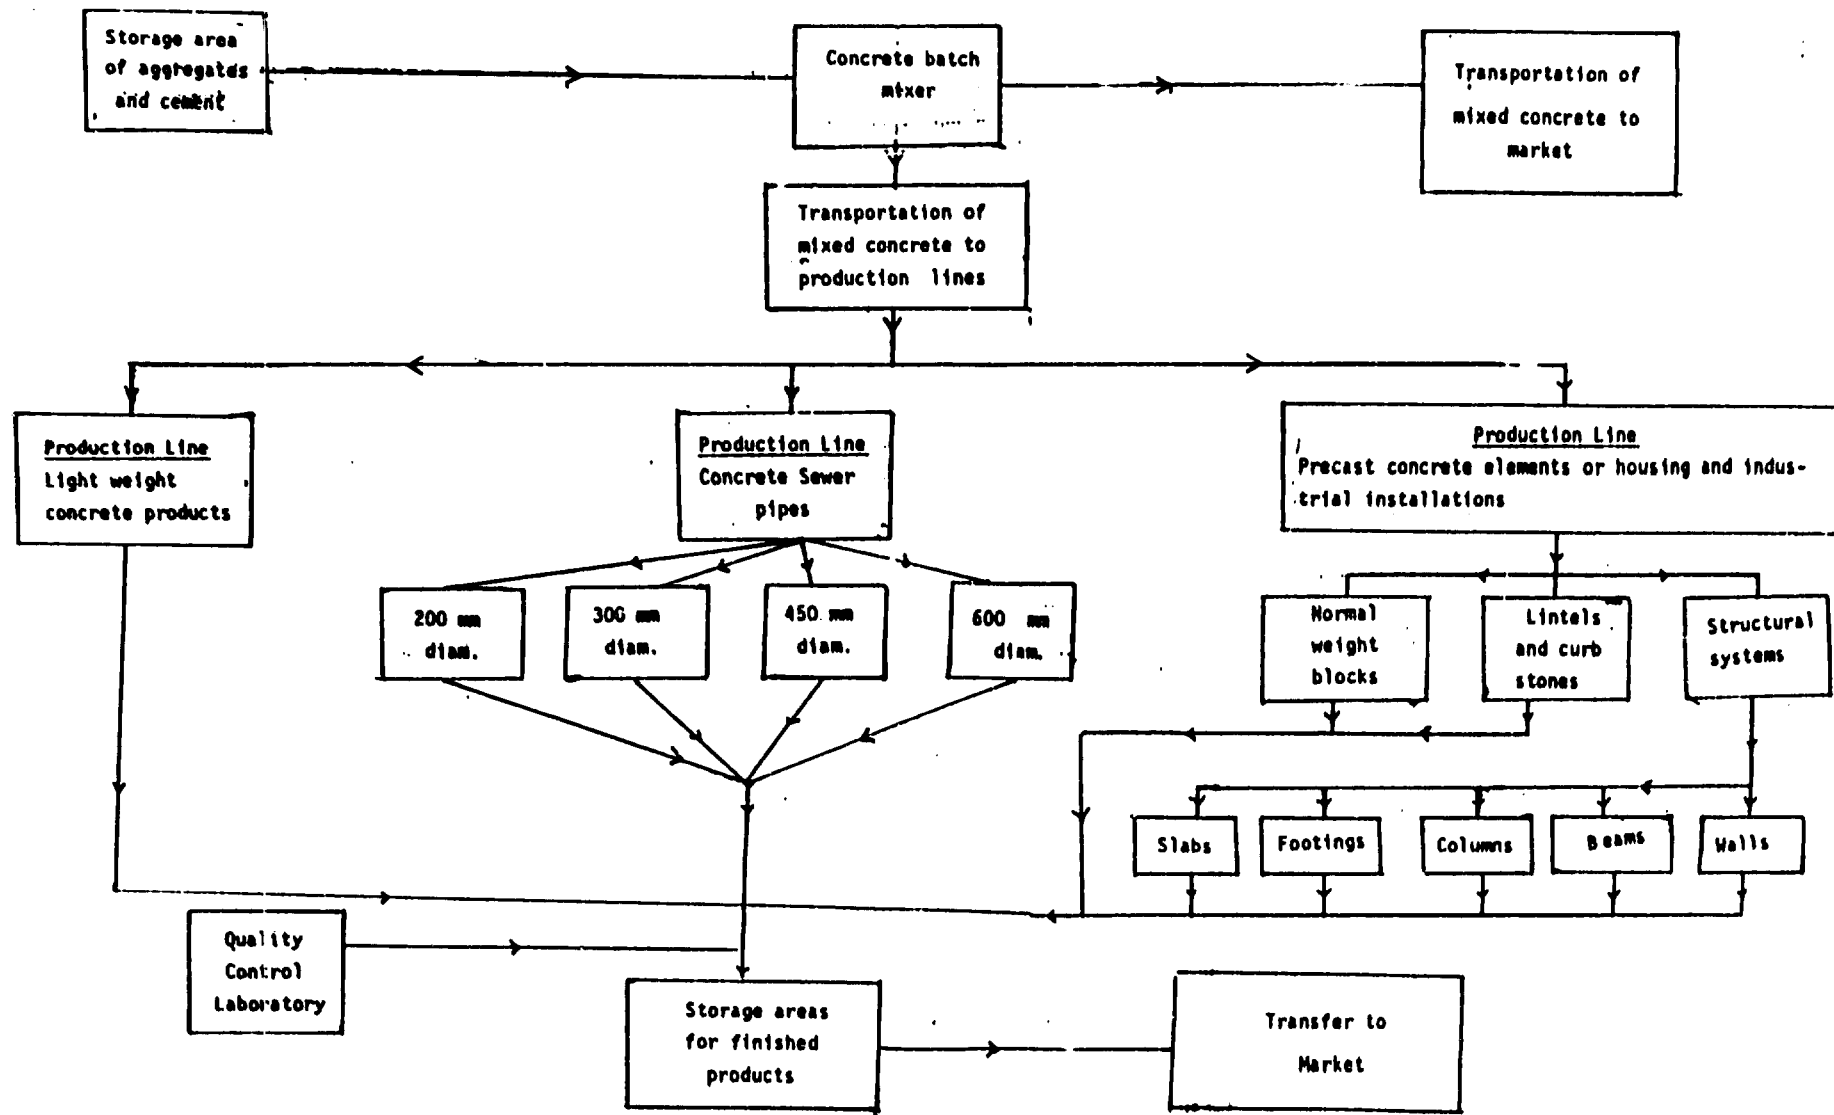 Storage area
of aggregates
and cement
Concrete batch
mixer
Transportation of
mixed concrete to
market
Transportation of
mixed concrete to
production lines
Production Line
Light weight
concrete products
Production Line
Concrete Sewer
pipes
Production Line
Precast concrete elements or housing and indus-
trial installations
200 mm
diam.
300 mm
diam.
450 mm
diam.
600 mm
diam.
Normal
weight
blocks
Lintels
and curb
stones
Structural
systems
Slabs
Footings
Columns
Beams
Walls
Quality
Control
Laboratory
Storage areas
for finished
products
Transfer to
Market